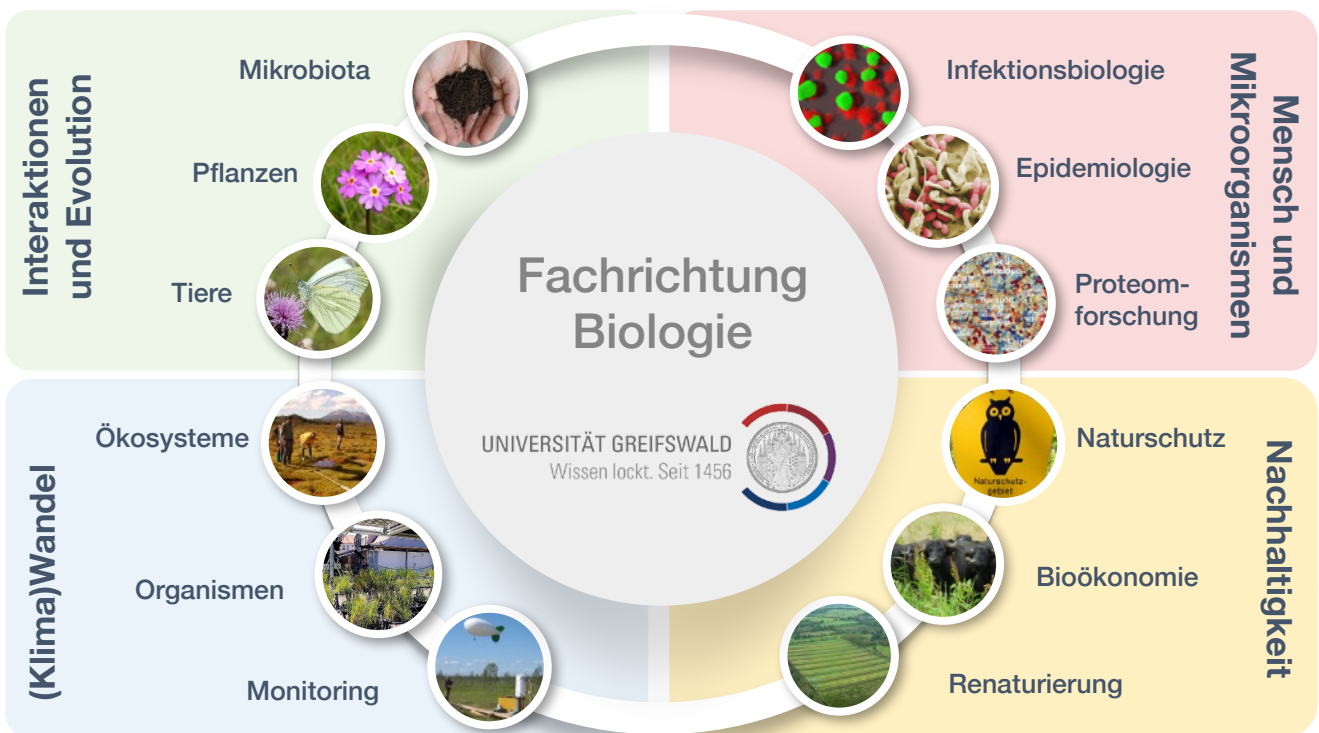 Interaktionen
und Evolution
Mikrobiota
Pflanzen
Tiere
Mensch und
Mikroorganismen
Infektionsbiologie
Epidemiologie
Proteom-
forschung
Fachrichtung
Biologie
UNIVERSITÄT GREIFSWALD
Wissen lockt. Seit 1456
(Klima)Wandel
Ökosysteme
Organismen
Monitoring
Nachhaltigkeit
Naturschutz
Naturschutz-
gebiet
Bioökonomie
Renaturierung